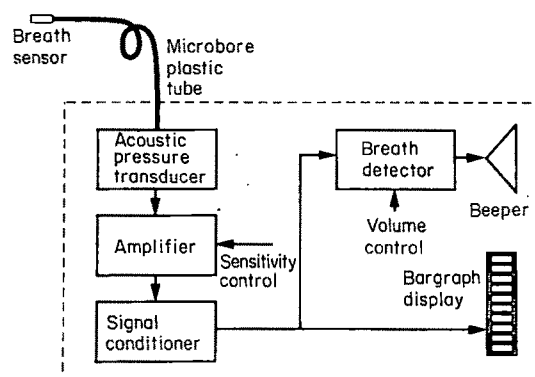 Breath
sensor
Microbore
plastic
tube
Acoustic
pressure
transducer
Breath
detector
Beeper
Volume
control
Amplifier
Sensitivity
control
Bargraph
display
Signal
conditioner